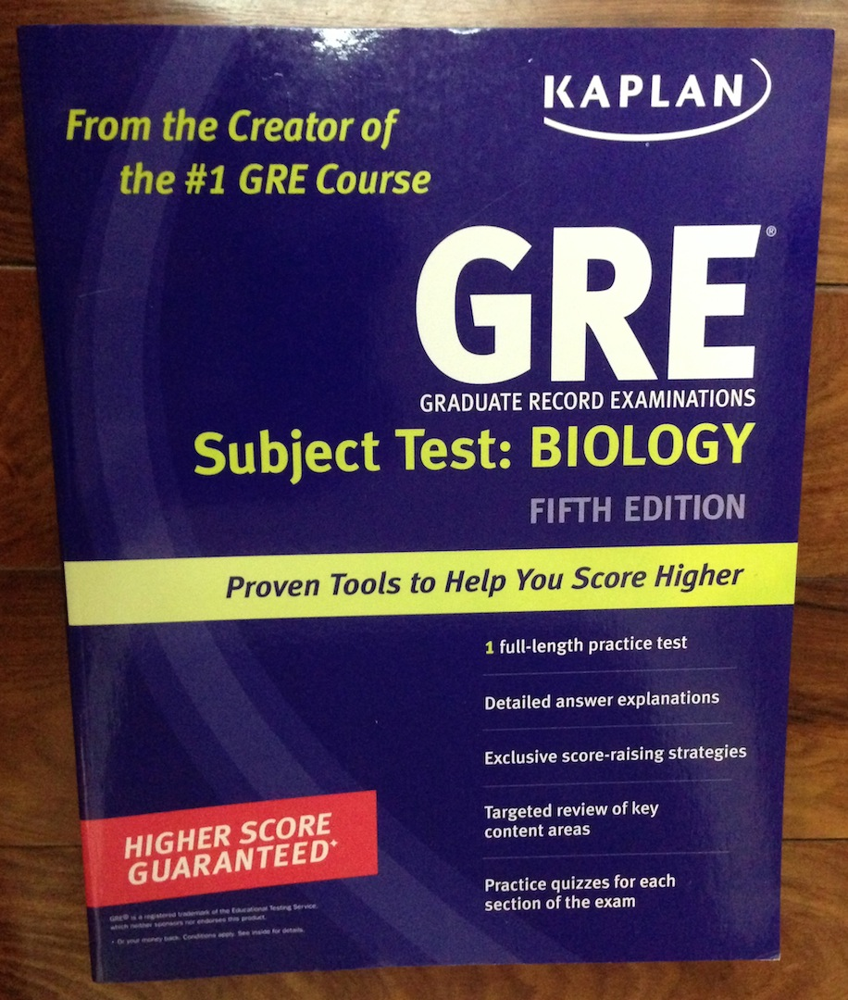 KAPLAN
From the Creator of
the #1 GRE Course
GRE®
GRADUATE RECORD EXAMINATIONS
Subject Test: BIOLOGY
FIFTH EDITION
Proven Tools to Help You Score Higher
1 full-length practice test
Detailed answer explanations
Exclusive score-raising strategies
Targeted review of key
content areas
Practice quizzes for each
section of the exam
HIGHER SCORE
GUARANTEED*
GRE® is a registered trademark of the Educational Testing Service,
which neither sponsors nor endorses this product.
* Or your money back. Conditions apply. See inside for details.